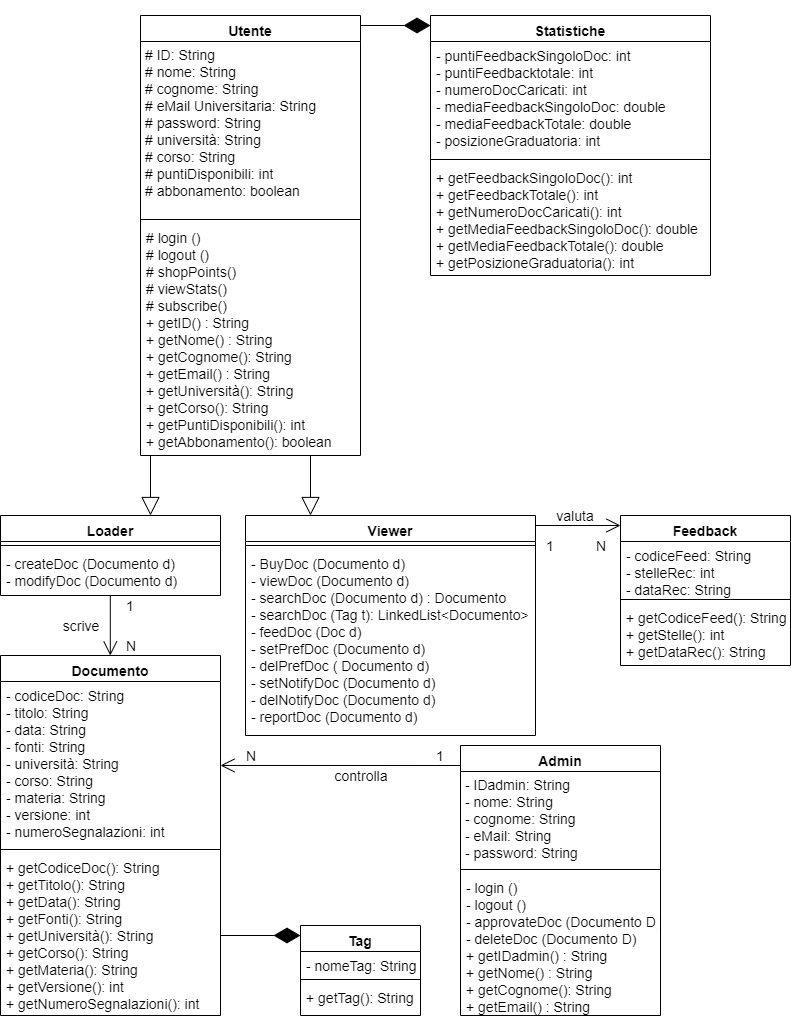 Utente
# ID: String
# nome: String
# cognome: String
# eMail Universitaria: String
# password: String
# università: String
# corso: String
# puntiDisponibili: int
# abbonamento: boolean
# login ()
# logout ()
# shopPoints()
# viewStats()
# subscribe()
+ getID() : String
+ getNome() : String
+ getCognome(): String
+ getEmail() : String
+ getUniversità(): String
+ getCorso(): String
+ getPuntiDisponibili(): int
+ getAbbonamento(): boolean
Statistiche
- puntiFeedbackSingoloDoc: int
- puntiFeedbacktotale: int
- numeroDocCaricati: int
- mediaFeedbackSingoloDoc: double
- mediaFeedbackTotale: double
- posizioneGraduatoria: int
+ getFeedbackSingoloDoc(): int
+ getFeedbackTotale(): int
+ getNumeroDocCaricati(): int
+ getMediaFeedbackSingoloDoc(): double
+ getMediaFeedbackTotale(): double
+ getPosizioneGraduatoria(): int
Loader
- createDoc (Documento d)
- modifyDoc (Documento d)
1
scrive
N
Viewer
- BuyDoc (Documento d)
- viewDoc (Documento d)
- searchDoc (Documento d) : Documento
- searchDoc (Tag t): LinkedList<Documento>
- feedDoc (Doc d)
- setPrefDoc (Documento d)
- delPrefDoc ( Documento d)
- setNotifyDoc (Documento d)
- delNotifyDoc (Documento d)
- reportDoc (Documento d)
valuta
1 N
Feedback
- codiceFeed: String
- stelleRec: int
- dataRec: String
+ getCodiceFeed(): String
+ getStelle(): int
+ getDataRec(): String
Documento
- codiceDoc: String
- titolo: String
- data: String
- fonti: String
- università: String
- corso: String
- materia: String
- versione: int
- numeroSegnalazioni: int
+ getCodiceDoc(): String
+ getTitolo(): String
+ getData(): String
+ getFonti(): String
+ getUniversità(): String
+ getCorso(): String
+ getMateria(): String
+ getVersione(): int
+ getNumeroSegnalazioni(): int
N 1
controlla
Admin
- IDadmin: String
- nome: String
- cognome: String
- eMail: String
- password: String
- login ()
- logout ()
- approvateDoc (Documento D
- deleteDoc (Documento D)
+ getIDadmin() : String
+ getNome() : String
+ getCognome(): String
+ getEmail() : String
Tag
- nomeTag: String
+ getTag(): String